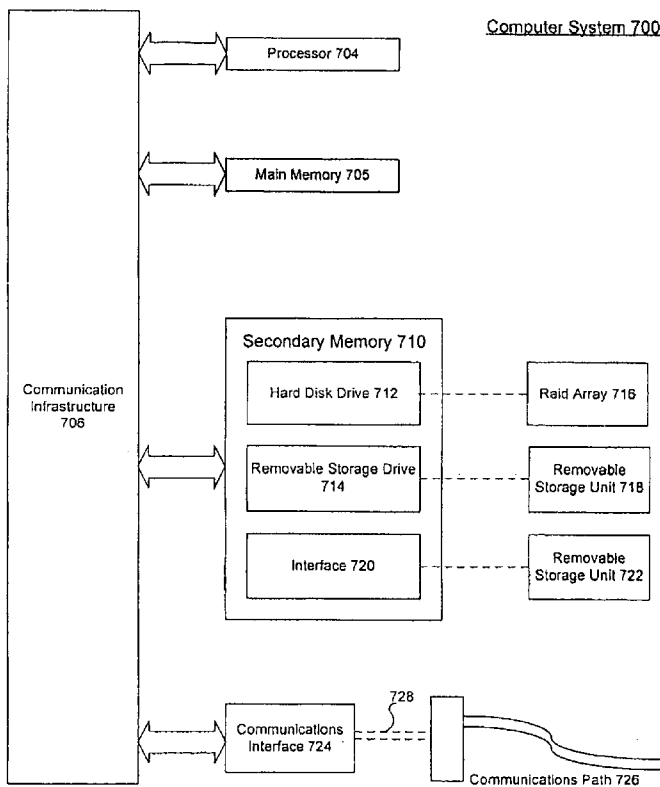 Computer System 700
Processor 704
Main Memory 705
Secondary Memory 710
Hard Disk Drive 712
Raid Array 716
Communication
Infrastructure
706
Removable Storage Drive
714
Removable
Storage Unit 718
Interface 720
Removable
Storage Unit 722
728
Communications
Interface 724
Communications Path 726